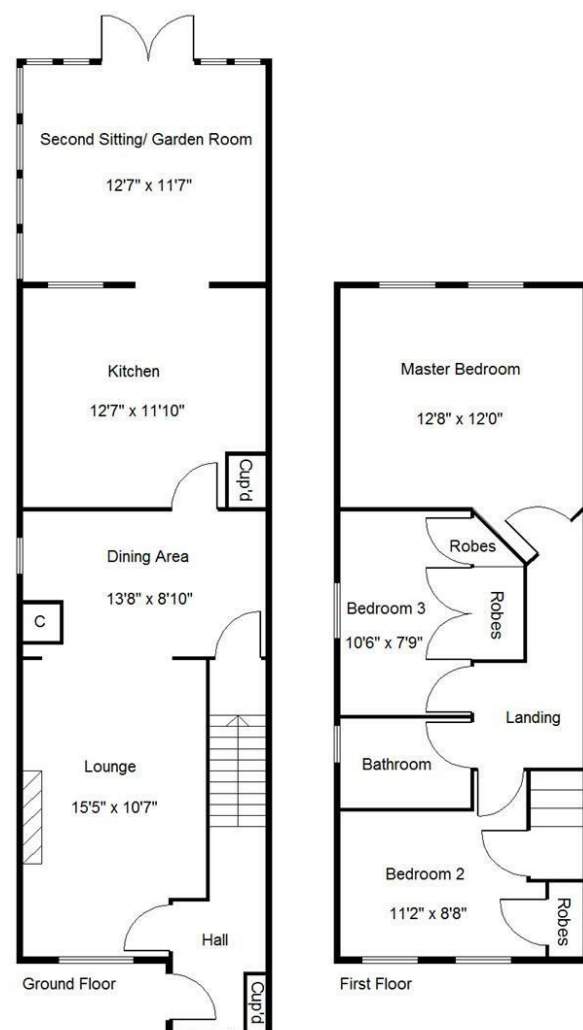 Second Sitting/ Garden Room
12'7" x 11'7"
Kitchen
12'7" x 11'10"
Cup'd
Dining Area
13'8" x 8'10"
C
Lounge
15'5" x 10'7"
Hall
Cup'd
Ground Floor
Master Bedroom
12'8" x 12'0"
Robes
Bedroom 3
10'6" x 7'9"
Robes
Landing
Bathroom
Bedroom 2
11'2" x 8'8"
Robes
First Floor